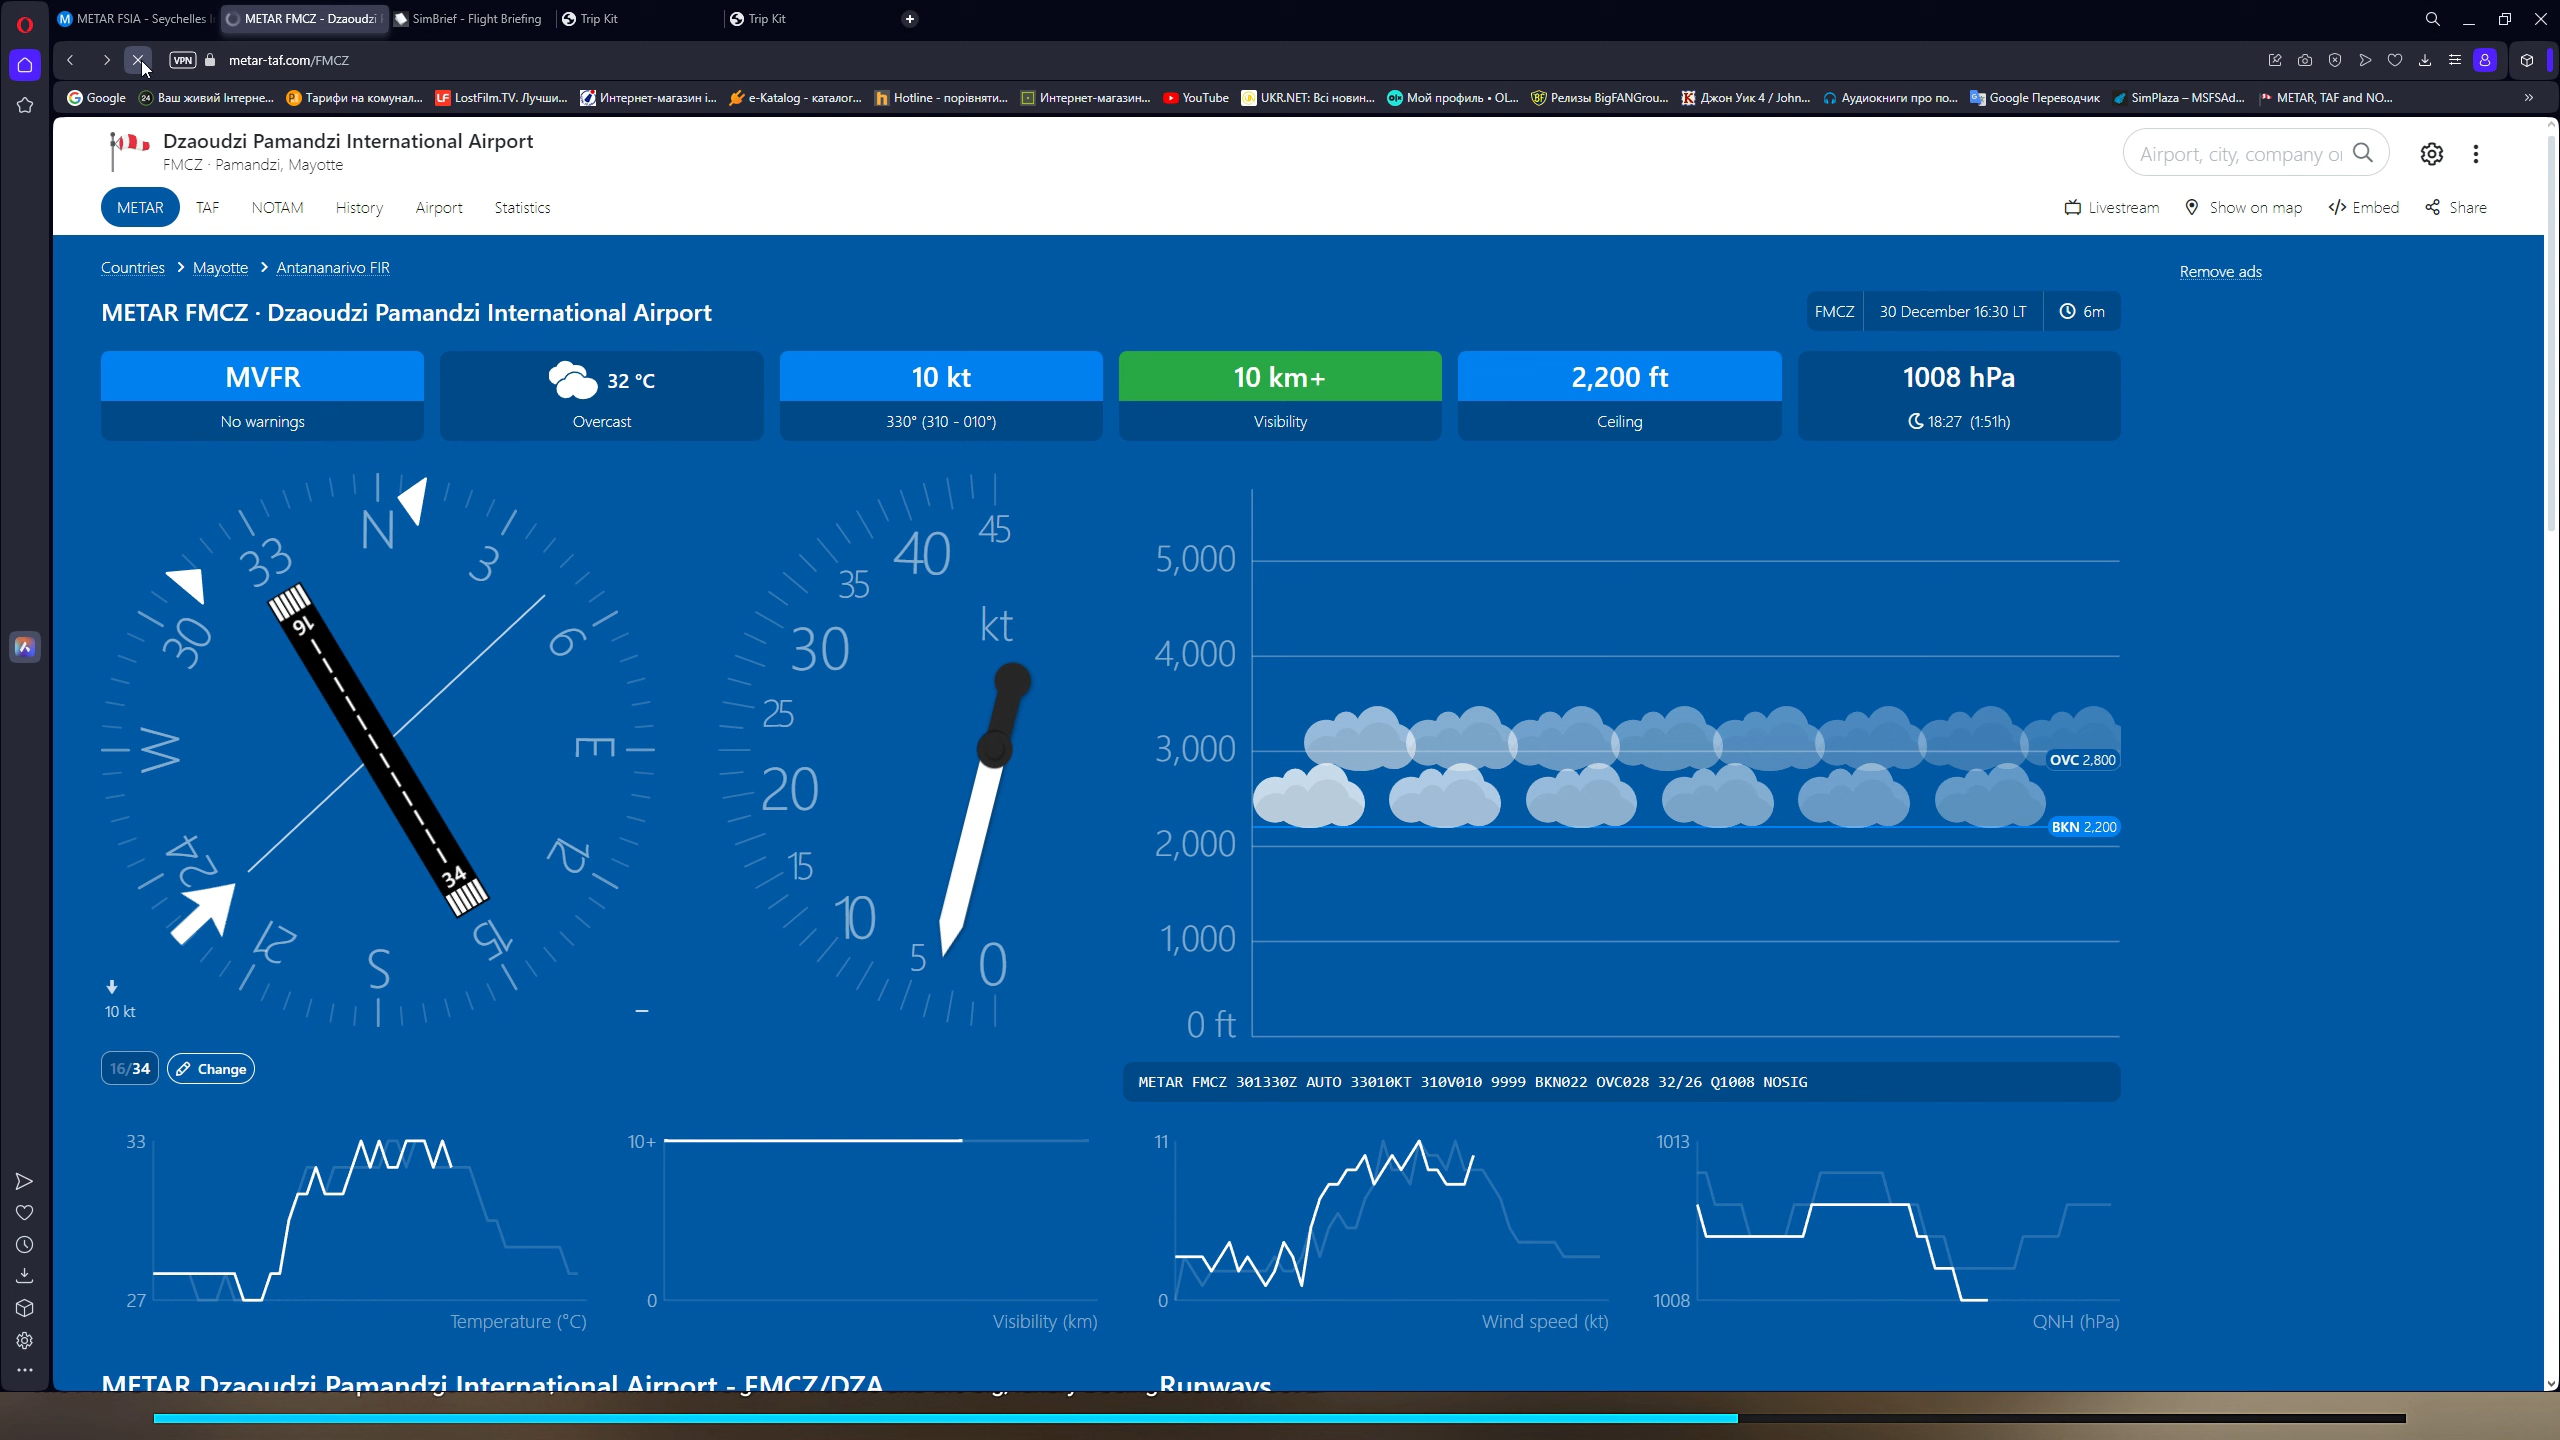 METAR FSIA - Seychelles I
METAR FMCZ - Dzaoudzi
SimBrief - Flight Briefing
Trip Kit
Trip Kit
VPN
metar-taf.com/FMCZ
Google
Ваш живий Інтерне...
Тарифи на комунал...
LostFilm.TV. Лучши...
Интернет-магазин i...
e-Katalog - каталог...
Hotline - порівняти...
Интернет-магазин...
YouTube
UKR.NET: Всі новин...
Мой профиль • OL...
Релизы BigFANGrou...
Джон Уик 4 / John...
Аудиокниги про по...
Google Переводчик
SimPlaza – MSFSAd...
METAR, TAF and NO...
Dzaoudzi Pamandzi International Airport
FMCZ · Pamandzi, Mayotte
Airport, city, company or
METAR
TAF
NOTAM
History
Airport
Statistics
Livestream
Show on map
Embed
Share
Countries
Mayotte
Antananarivo FIR
Remove ads
METAR FMCZ · Dzaoudzi Pamandzi International Airport
FMCZ
30 December 16:30 LT
6m
MVFR
No warnings
32 °C
Overcast
10 kt
330° (310 - 010°)
10 km+
Visibility
2,200 ft
Ceiling
1008 hPa
18:27 (1:51h)
N
3
6
E
12
15
S
21
24
W
30
33
16
34
10 kt
–
45
40
35
kt
30
25
20
15
10
5
0
5,000
4,000
3,000
2,000
1,000
0 ft
OVC 2,800
BKN 2,200
16/34
Change
METAR FMCZ 301330Z AUTO 33010KT 310V010 9999 BKN022 OVC028 32/26 Q1008 NOSIG
33
27
Temperature (°C)
10+
0
Visibility (km)
11
0
Wind speed (kt)
1013
1008
QNH (hPa)
METAR Dzaoudzi Pamandzi International Airport - FMCZ/DZA
Runways